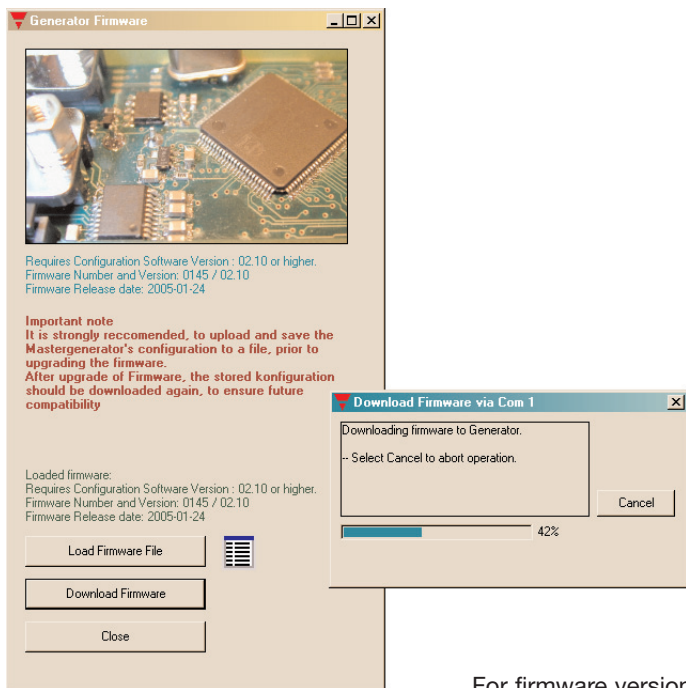 Generator Firmware
Requires Configuration Software Version : 02.10 or higher.
Firmware Number and Version: 0145 / 02.10
Firmware Release date: 2005-01-24
Important note
It is strongly reccomended, to upload and save the
Mastergenerator's configuration to a file, prior to
upgrading the firmware.
After upgrade of Firmware, the stored konfiguration
should be downloaded again, to ensure future
compatibility
Loaded firmware:
Requires Configuration Software Version : 02.10 or higher.
Firmware Number and Version: 0145 / 02.10
Firmware Release date: 2005-01-24
Load Firmware File
Download Firmware
Close
Download Firmware via Com 1
Downloading firmware to Generator.
-- Select Cancel to abort operation.
Cancel
42%
For firmware version